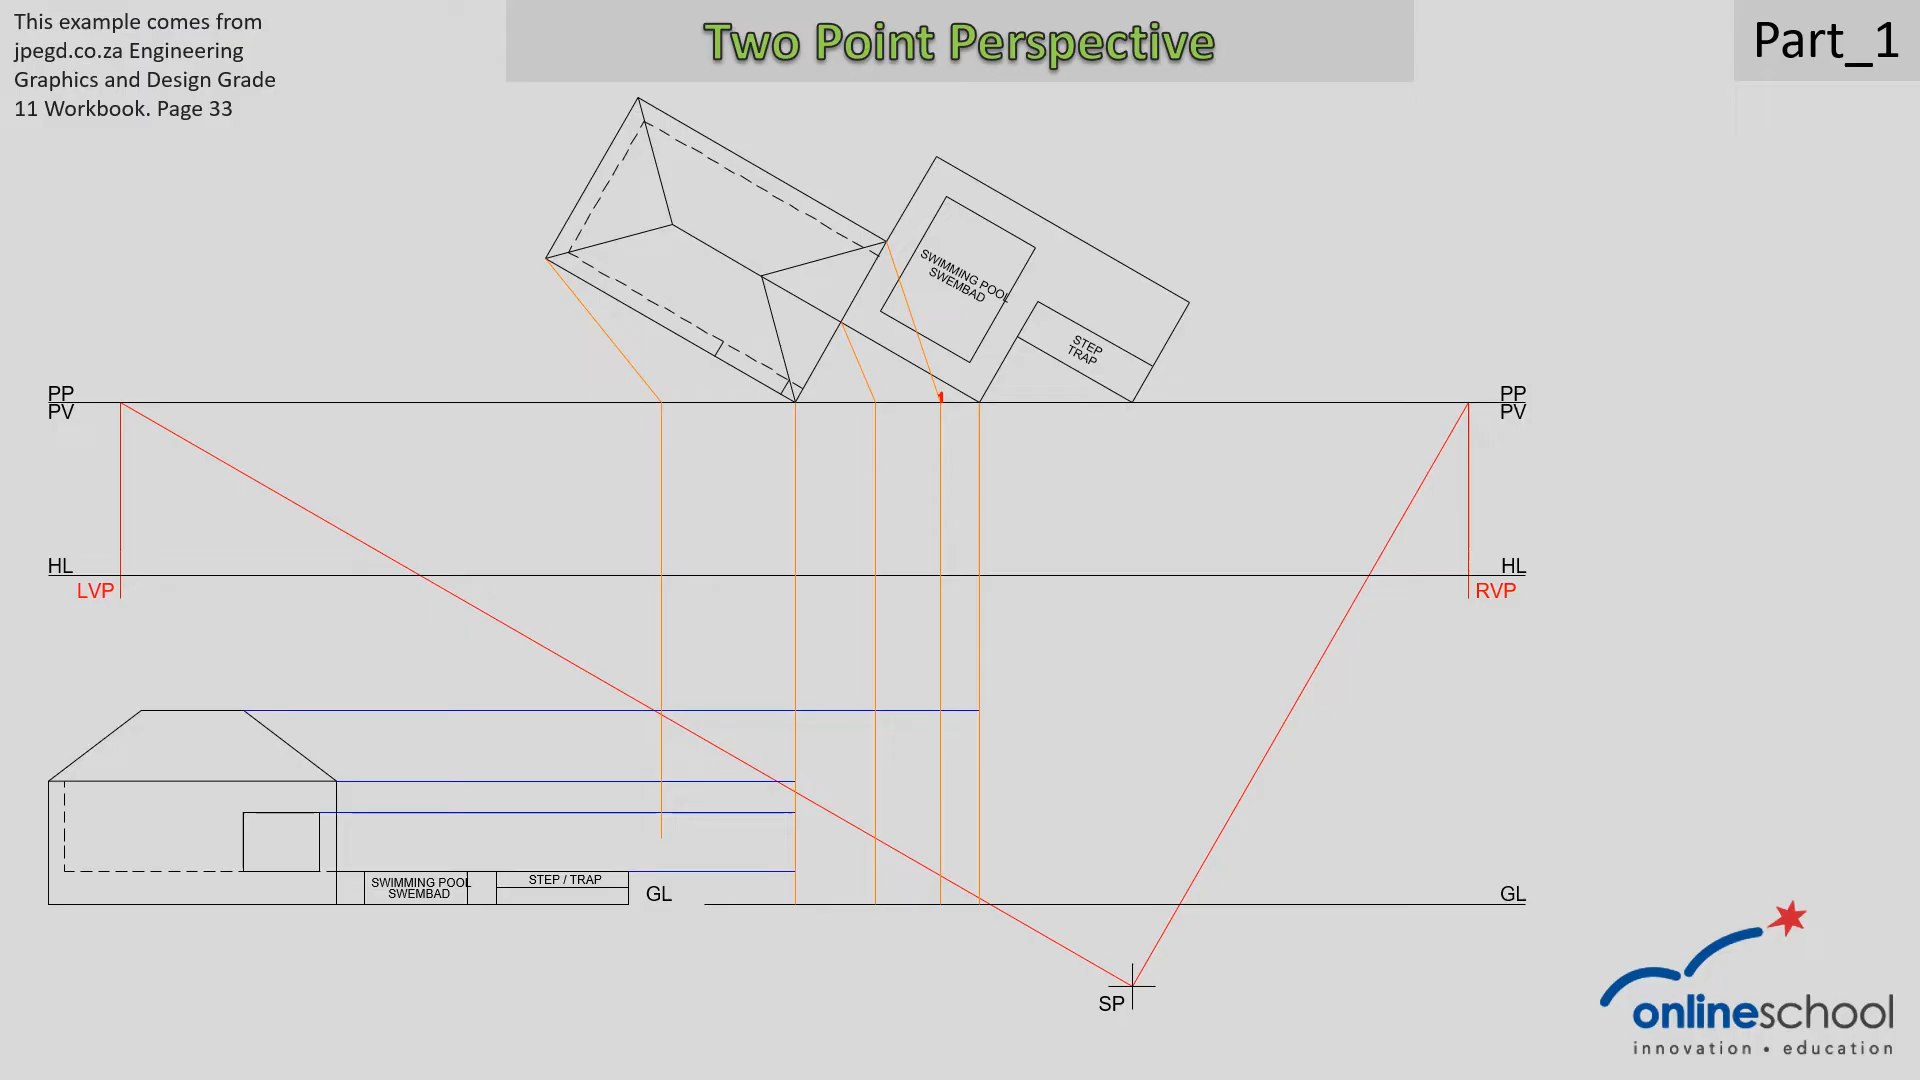 This example comes from
jpegd.co.za Engineering
Graphics and Design Grade
11 Workbook. Page 33
Two Point Perspective
Part_1
SWIMMING POOL
SWEMBAD
STEP
TRAP
PP
PV
PP
PV
HL
HL
LVP
RVP
SWIMMING POOL
SWEMBAD
STEP / TRAP
GL
GL
SP
onlineschool
innovation • education